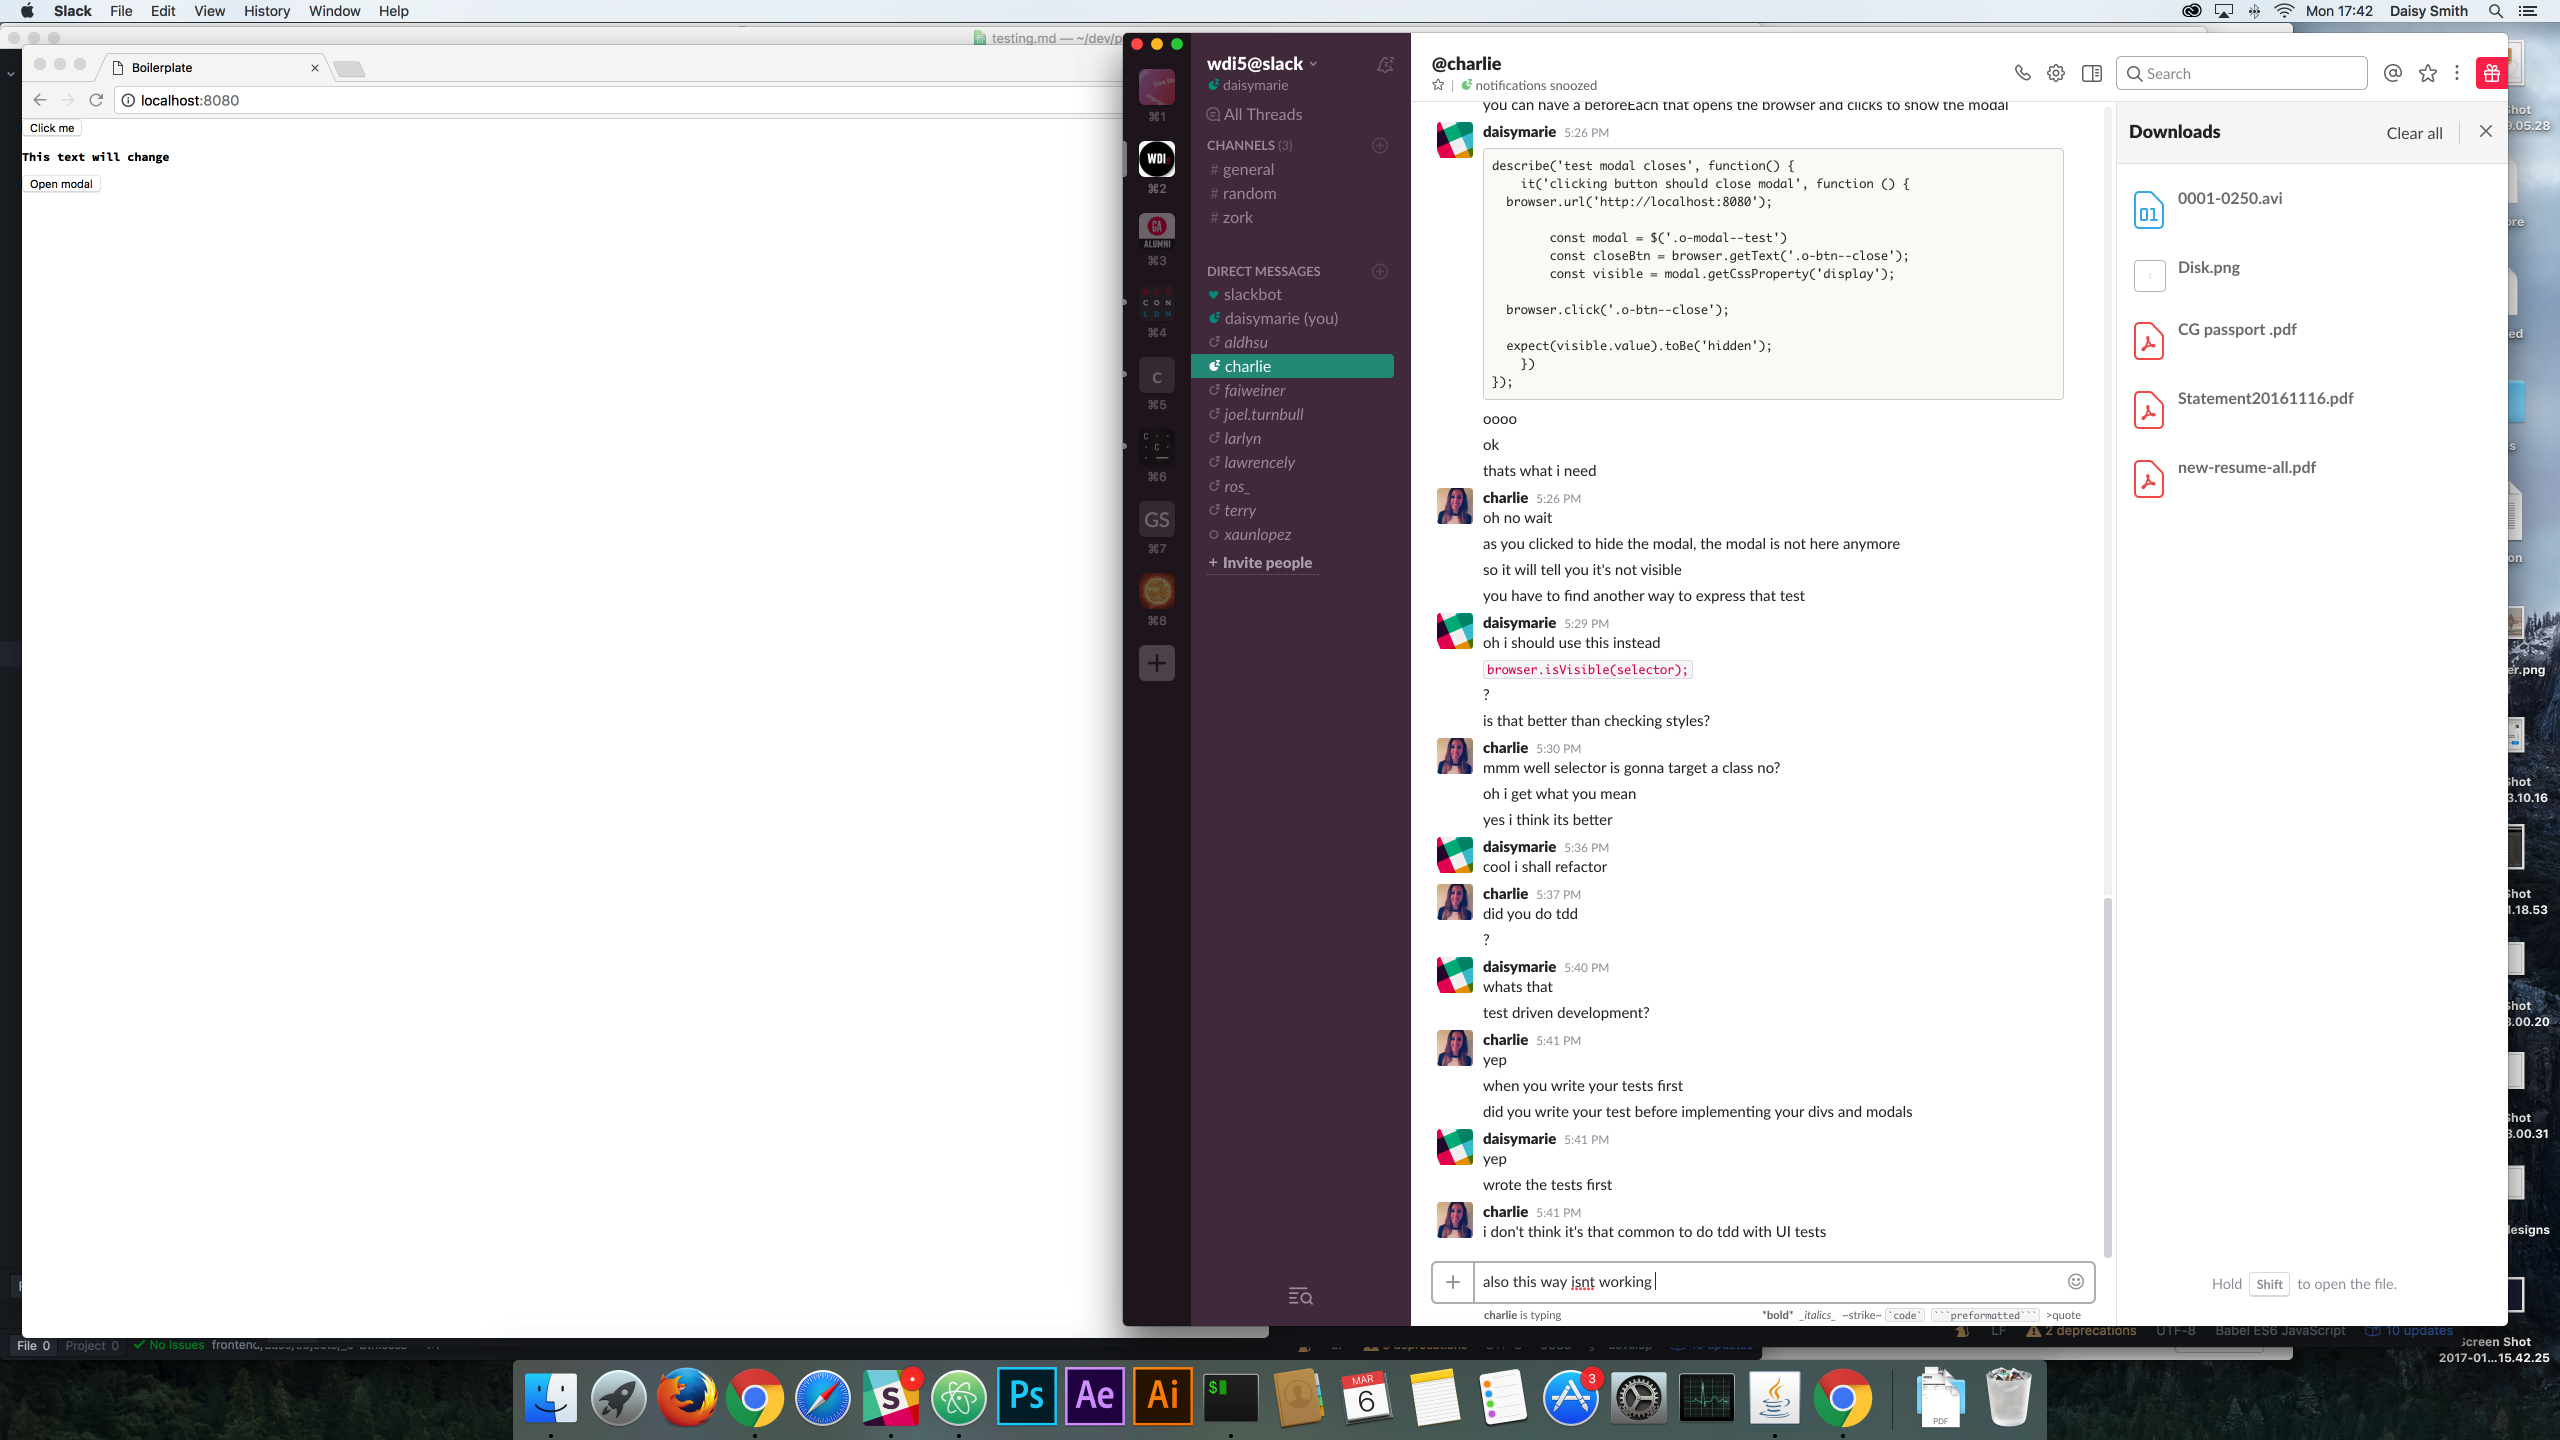 Slack File Edit View History Window Help
Mon 17:42 Daisy Smith
testing.md — ~/dev/p
Boilerplate
localhost:8080
Click me
This text will change
Open modal
⌘1
WDI5
⌘2
GA
ALUMNI
⌘3
CON
LDN
⌘4
C
⌘5
⌘6
GS
⌘7
⌘8
wdi5@slack
daisymarie
All Threads
CHANNELS (3)
# general
# random
# zork
DIRECT MESSAGES
slackbot
daisymarie (you)
aldhsu
charlie
faiweiner
joel.turnbull
larlyn
lawrencely
ros_
terry
xaunlopez
+ Invite people
@charlie
notifications snoozed
Search
you can have a beforeEach that opens the browser and clicks to show the modal
daisymarie 5:26 PM
describe('test modal closes', function() {
it('clicking button should close modal', function () {
browser.url('http://localhost:8080');
const modal = $('.o-modal--test')
const closeBtn = browser.getText('.o-btn--close');
const visible = modal.getCssProperty('display');
browser.click('.o-btn--close');
expect(visible.value).toBe('hidden');
})
});
oooo
ok
thats what i need
charlie 5:26 PM
oh no wait
as you clicked to hide the modal, the modal is not here anymore
so it will tell you it's not visible
you have to find another way to express that test
daisymarie 5:29 PM
oh i should use this instead
browser.isVisible(selector);
?
is that better than checking styles?
charlie 5:30 PM
mmm well selector is gonna target a class no?
oh i get what you mean
yes i think its better
daisymarie 5:36 PM
cool i shall refactor
charlie 5:37 PM
did you do tdd
?
daisymarie 5:40 PM
whats that
test driven development?
charlie 5:41 PM
yep
when you write your tests first
did you write your test before implementing your divs and modals
daisymarie 5:41 PM
yep
wrote the tests first
charlie 5:41 PM
i don't think it's that common to do tdd with UI tests
also this way isnt working
charlie is typing
*bold* _italics_ ~strike~ `code` ```preformatted``` >quote
Downloads
Clear all
0001-0250.avi
Disk.png
CG passport .pdf
Statement20161116.pdf
new-resume-all.pdf
Hold Shift to open the file.
File 0 Project 0 No Issues
LF 2 deprecations UTF-8 Babel ES6 JavaScript 10 updates
Screen Shot
2017-01...15.42.25
Ps
Ae
Ai
$
MAR
6
3
PDF